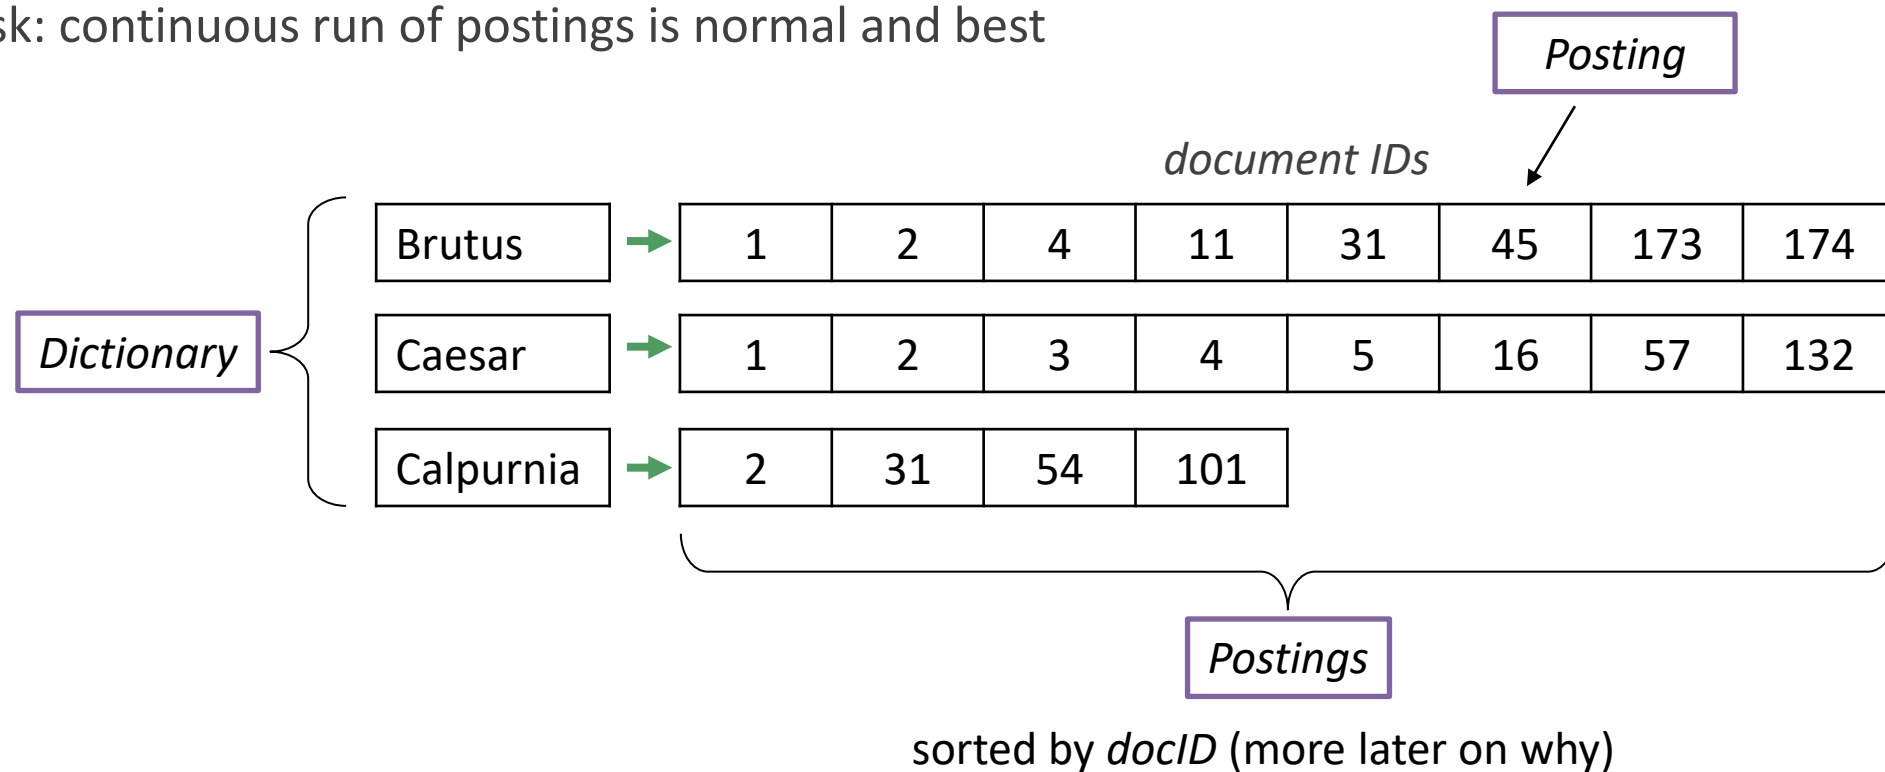 sk: continuous run of postings is normal and best
Posting
document IDs
Brutus 1 2 4 11 31 45 173 174
Dictionary
Caesar 1 2 3 4 5 16 57 132
Calpurnia 2 31 54 101
Postings
sorted by docID (more later on why)